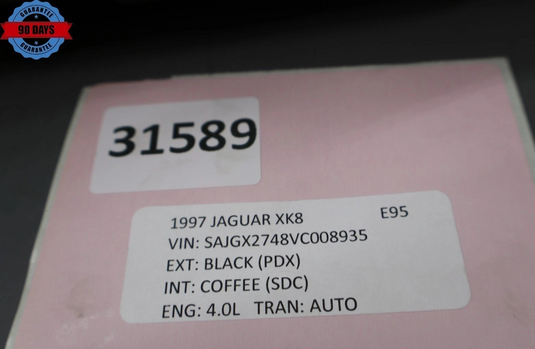 GUARANTEE
90 DAYS
GUARANTEE
31589
1997 JAGUAR XK8 E95
VIN: SAJGX2748VC008935
EXT: BLACK (PDX)
INT: COFFEE (SDC)
ENG: 4.0L TRAN: AUTO